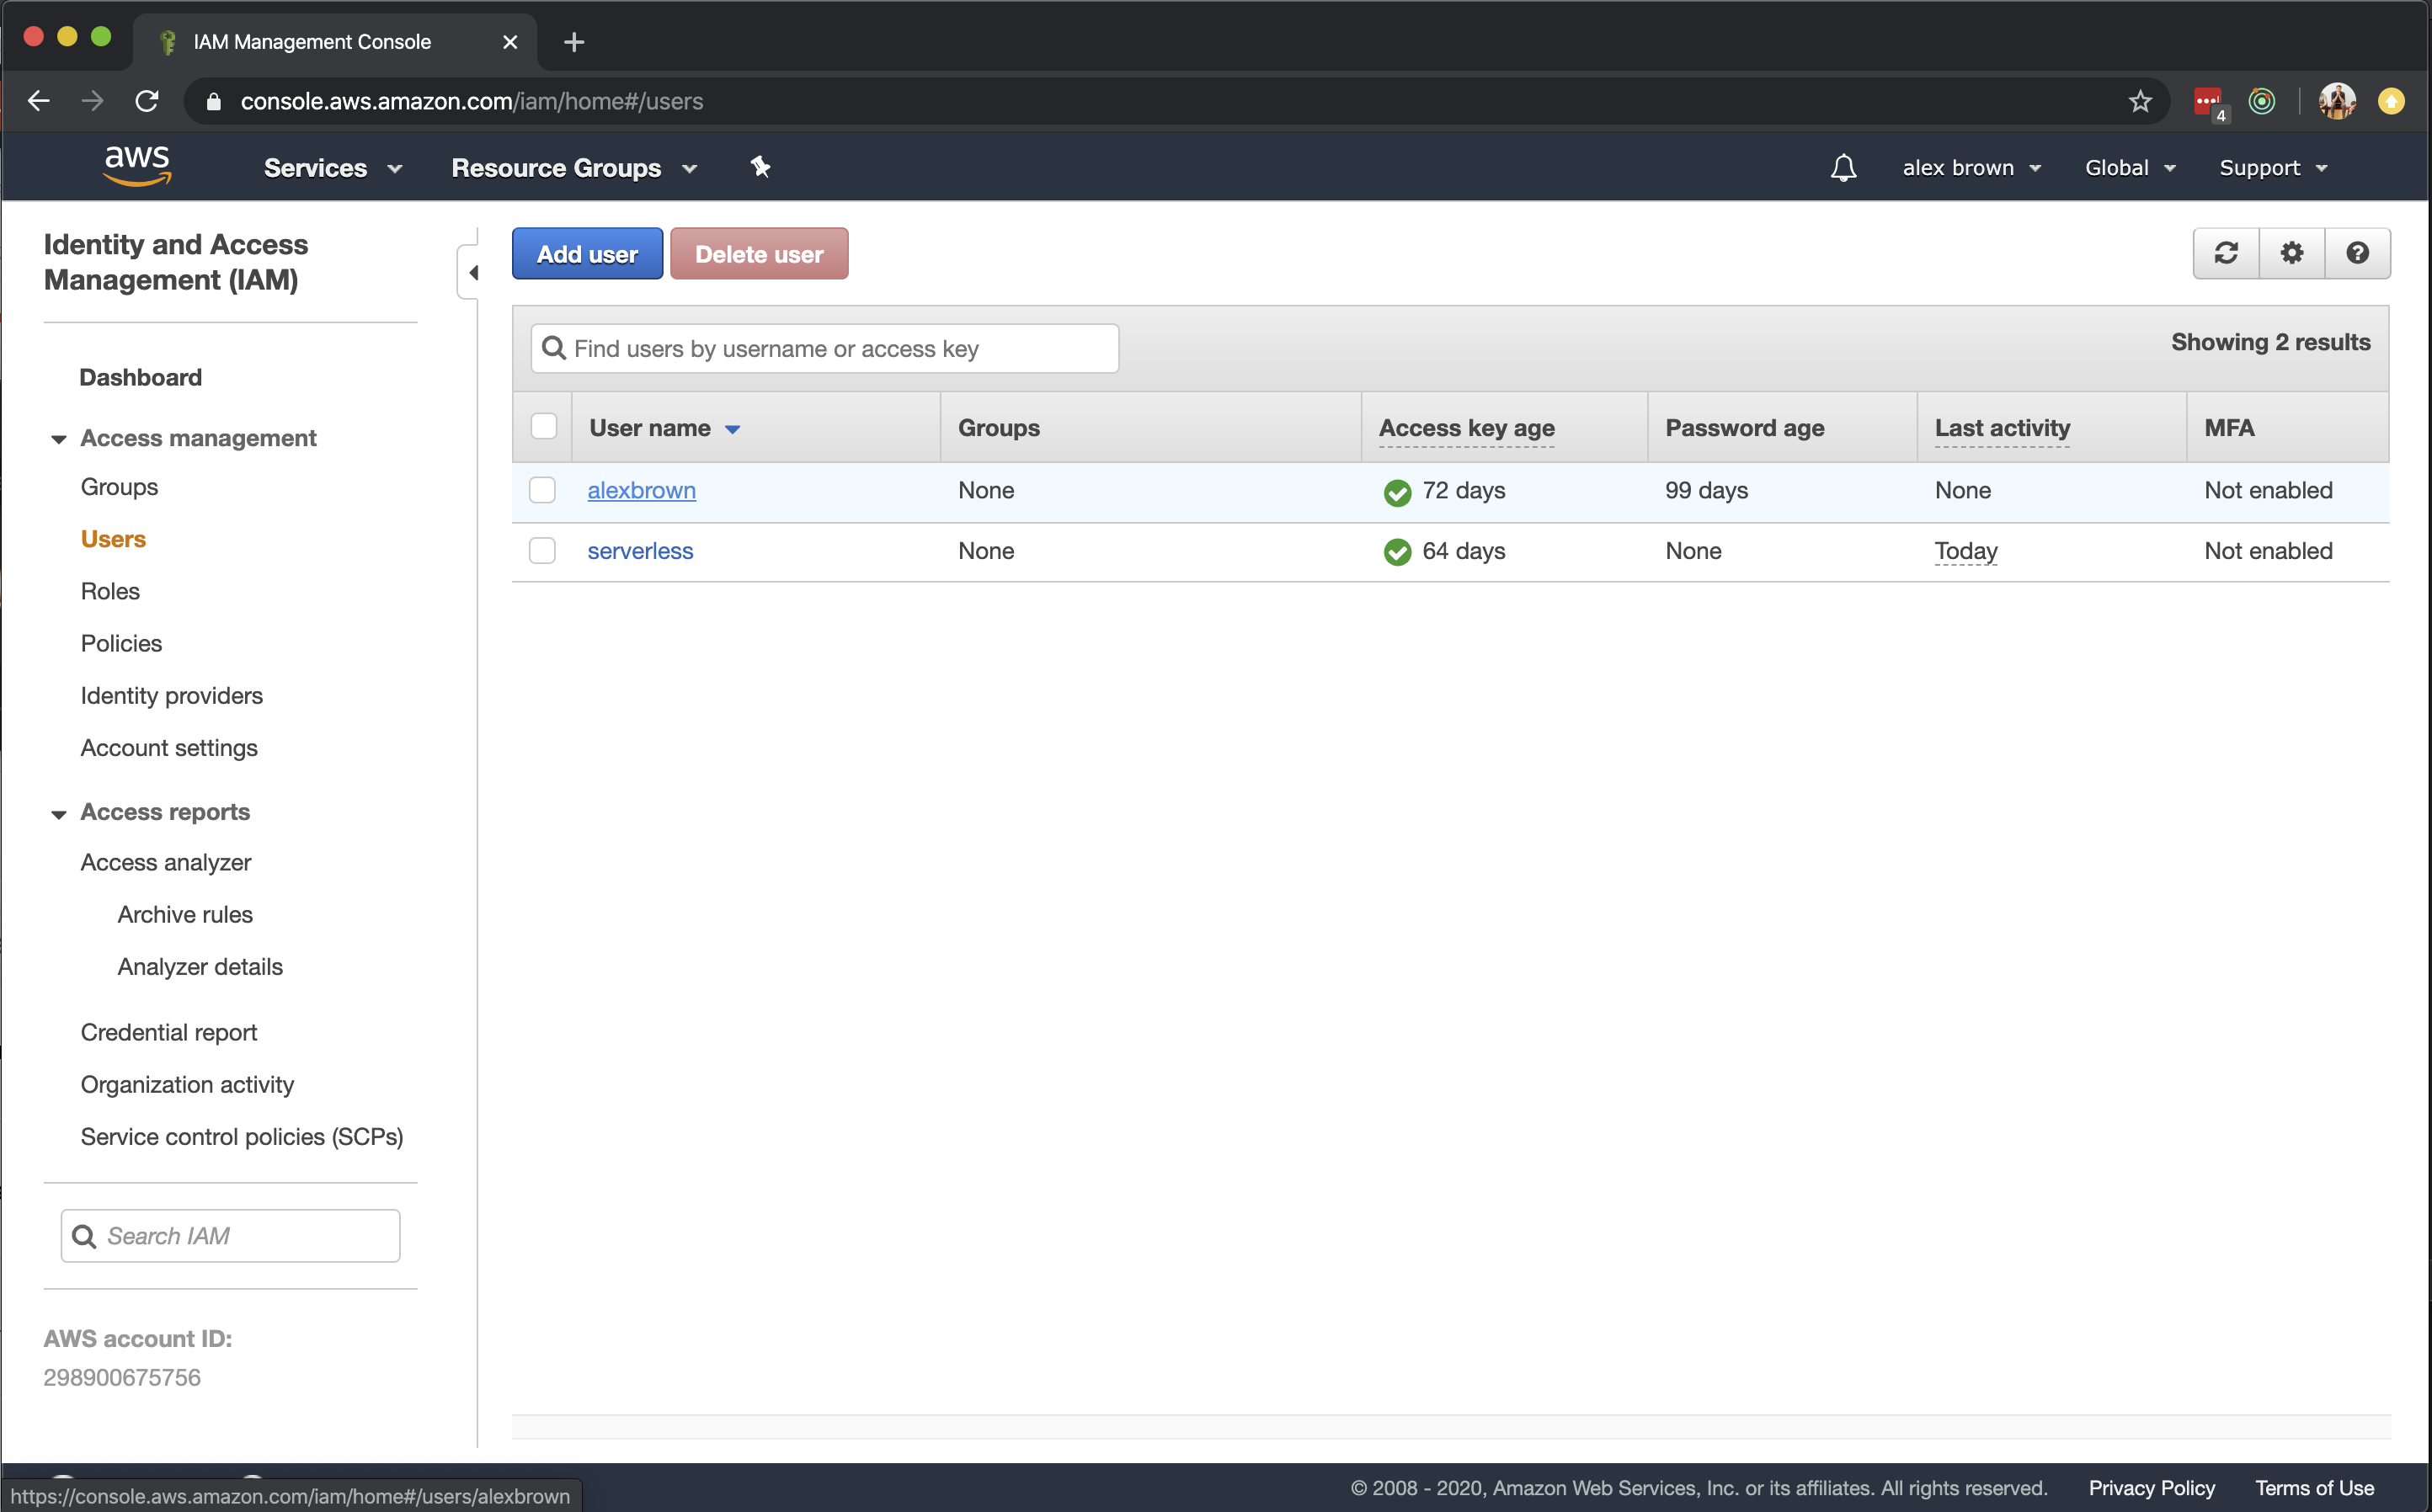 IAM Management Console
console.aws.amazon.com/iam/home#/users
4
aws
Services
Resource Groups
alex brown
Global
Support
Identity and Access
Management (IAM)
Dashboard
Access management
Groups
Users
Roles
Policies
Identity providers
Account settings
Access reports
Access analyzer
Archive rules
Analyzer details
Credential report
Organization activity
Service control policies (SCPs)
Search IAM
AWS account ID:
298900675756
Add user
Delete user
Find users by username or access key
Showing 2 results
User name Groups Access key age Password age Last activity MFA
alexbrown None 72 days 99 days None Not enabled
serverless None 64 days None Today Not enabled
https://console.aws.amazon.com/iam/home#/users/alexbrown
© 2008 - 2020, Amazon Web Services, Inc. or its affiliates. All rights reserved. Privacy Policy Terms of Use